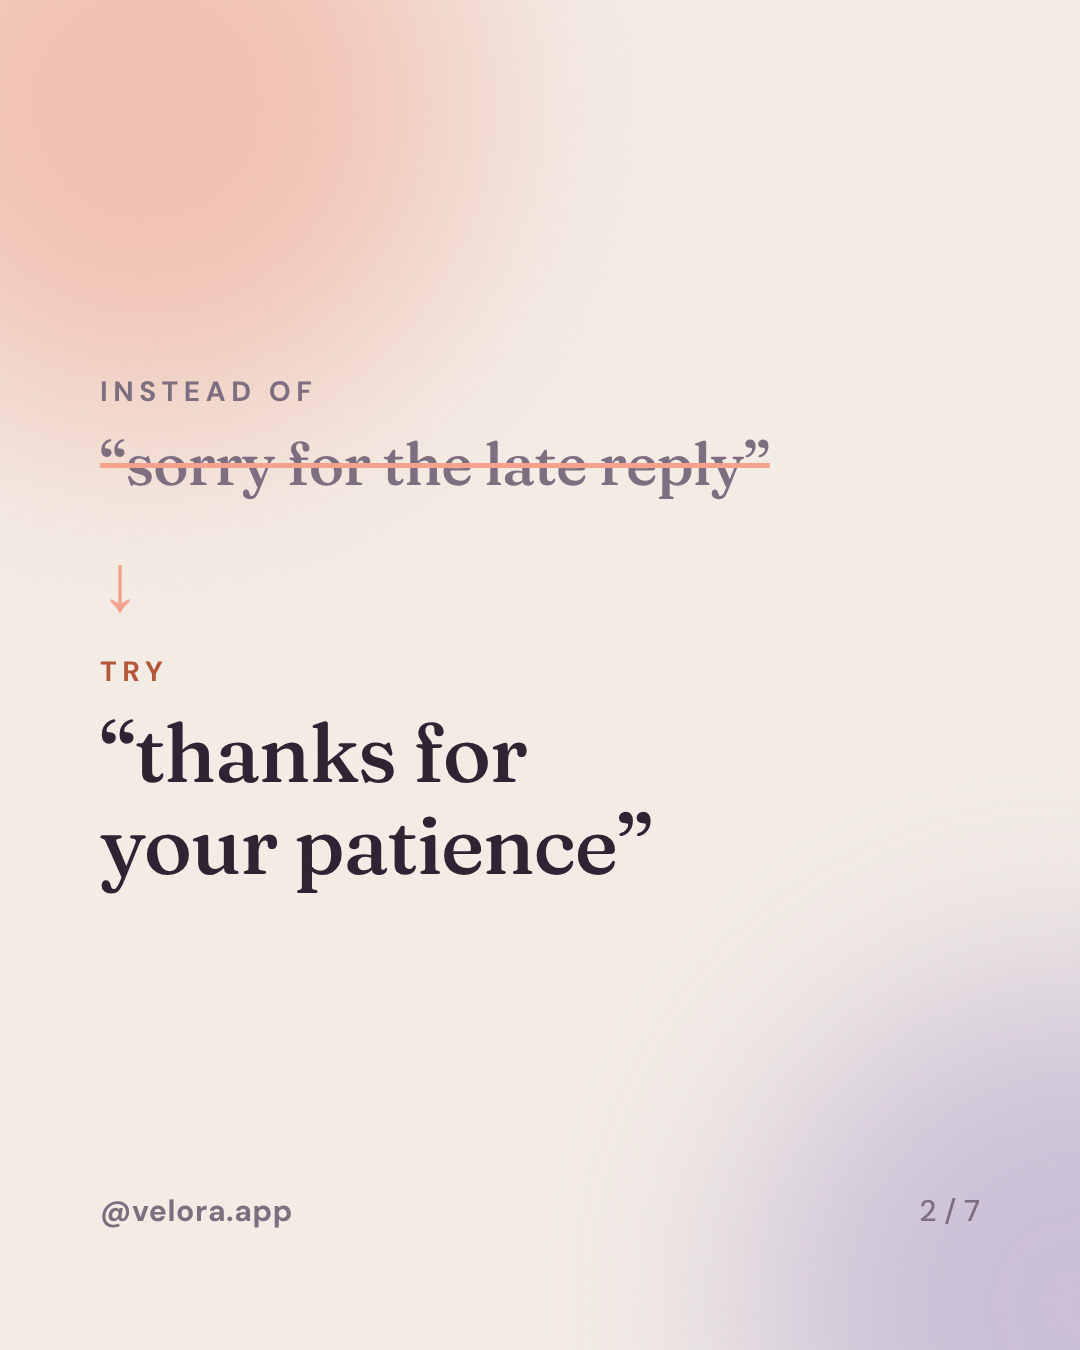 INSTEAD OF
“sorry for the late reply”
↓
TRY
“thanks for
your patience”
@velora.app
2 / 7